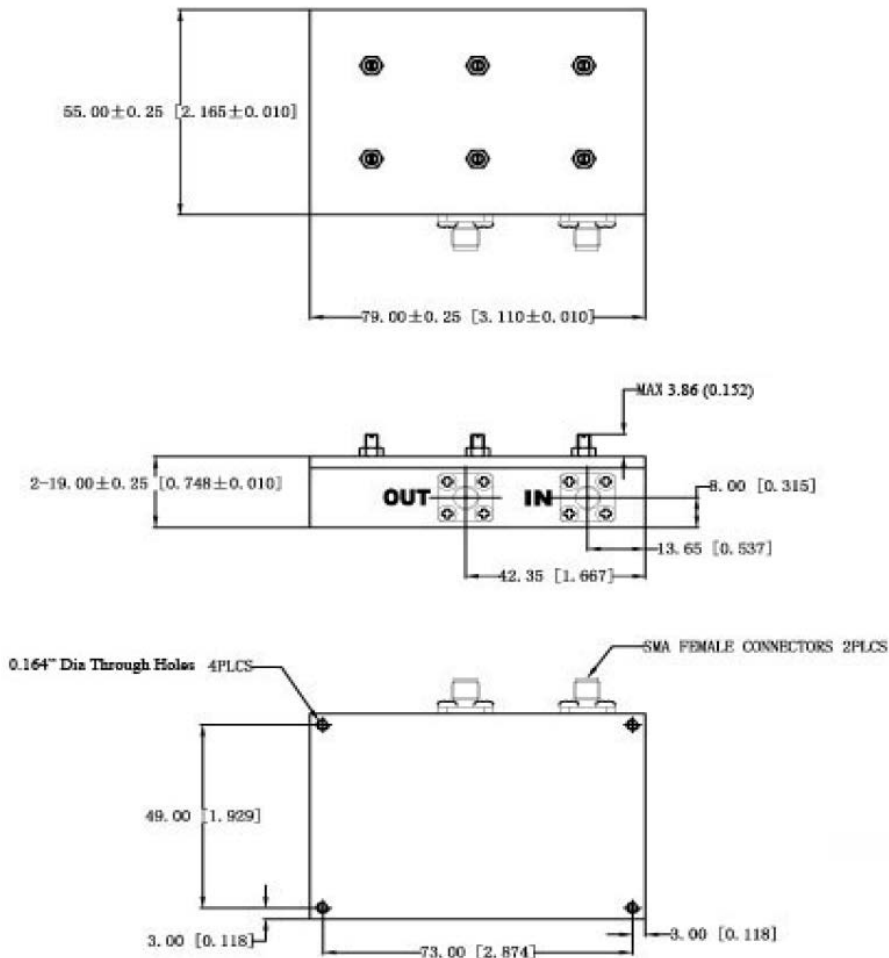 55.00±0.25 [2.165±0.010]
79.00±0.25 [3.110±0.010]
MAX 3.86 (0.152)
2-19.00±0.25 [0.748±0.010]
OUT
IN
8.00 [0.315]
13.65 [0.537]
42.35 [1.667]
SMA FEMALE CONNECTORS 2PLCS
0.164" Dia Through Holes 4PLCS
49.00 [1.929]
3.00 [0.118]
3.00 [0.118]
73.00 [2.874]